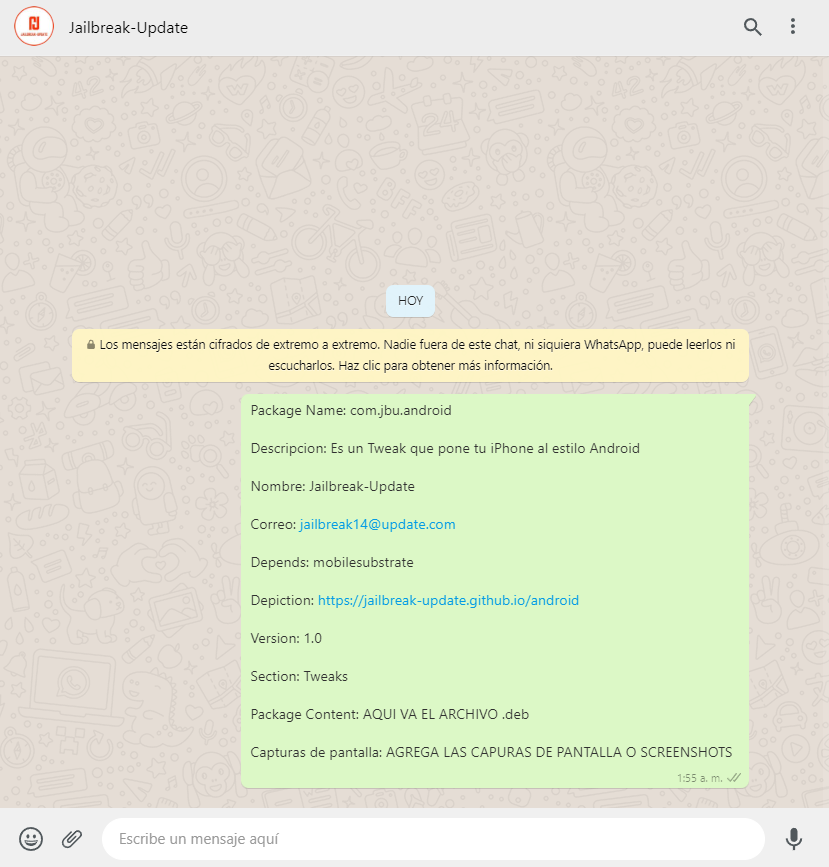 Jailbreak-Update
HOY
Los mensajes están cifrados de extremo a extremo. Nadie fuera de este chat, ni siquiera WhatsApp, puede leerlos ni
escucharlos. Haz clic para obtener más información.
Package Name: com.jbu.android
Descripcion: Es un Tweak que pone tu iPhone al estilo Android
Nombre: Jailbreak-Update
Correo: jailbreak14@update.com
Depends: mobilesubstrate
Depiction: https://jailbreak-update.github.io/android
Version: 1.0
Section: Tweaks
Package Content: AQUI VA EL ARCHIVO .deb
Capturas de pantalla: AGREGA LAS CAPURAS DE PANTALLA O SCREENSHOTS
1:55 a. m.
Escribe un mensaje aquí